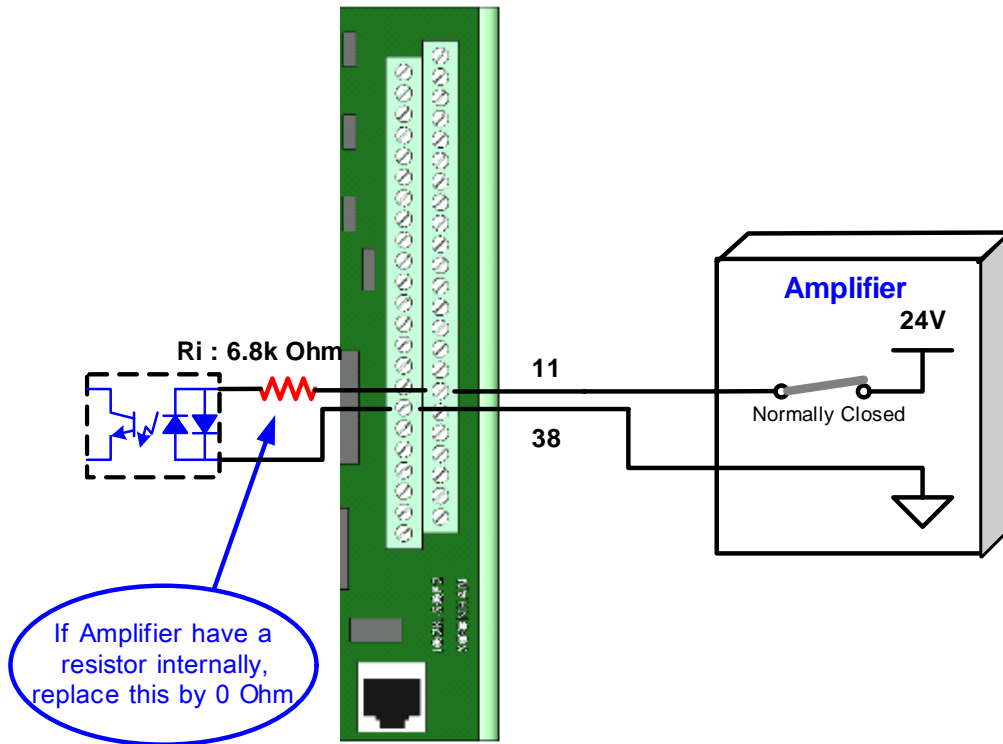 Amplifier
24V
Ri : 6.8k Ohm
11
Normally Closed
38
If Amplifier have a
resistor internally,
replace this by 0 Ohm